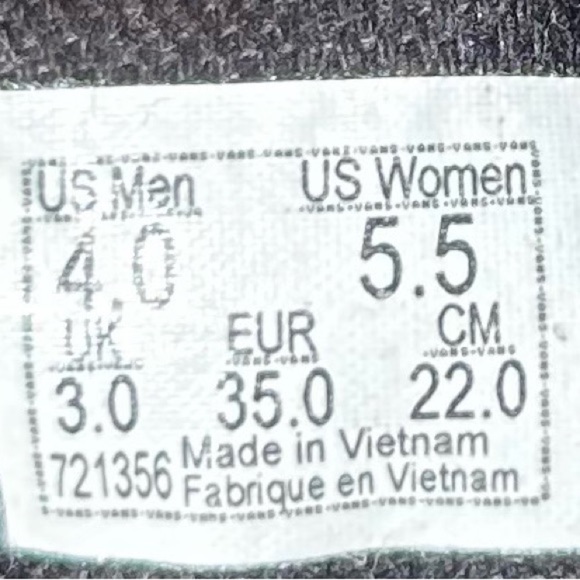 US Men US Women
4.0 5.5
UK EUR CM
3.0 35.0 22.0
721356 Made in Vietnam
Fabrique en Vietnam